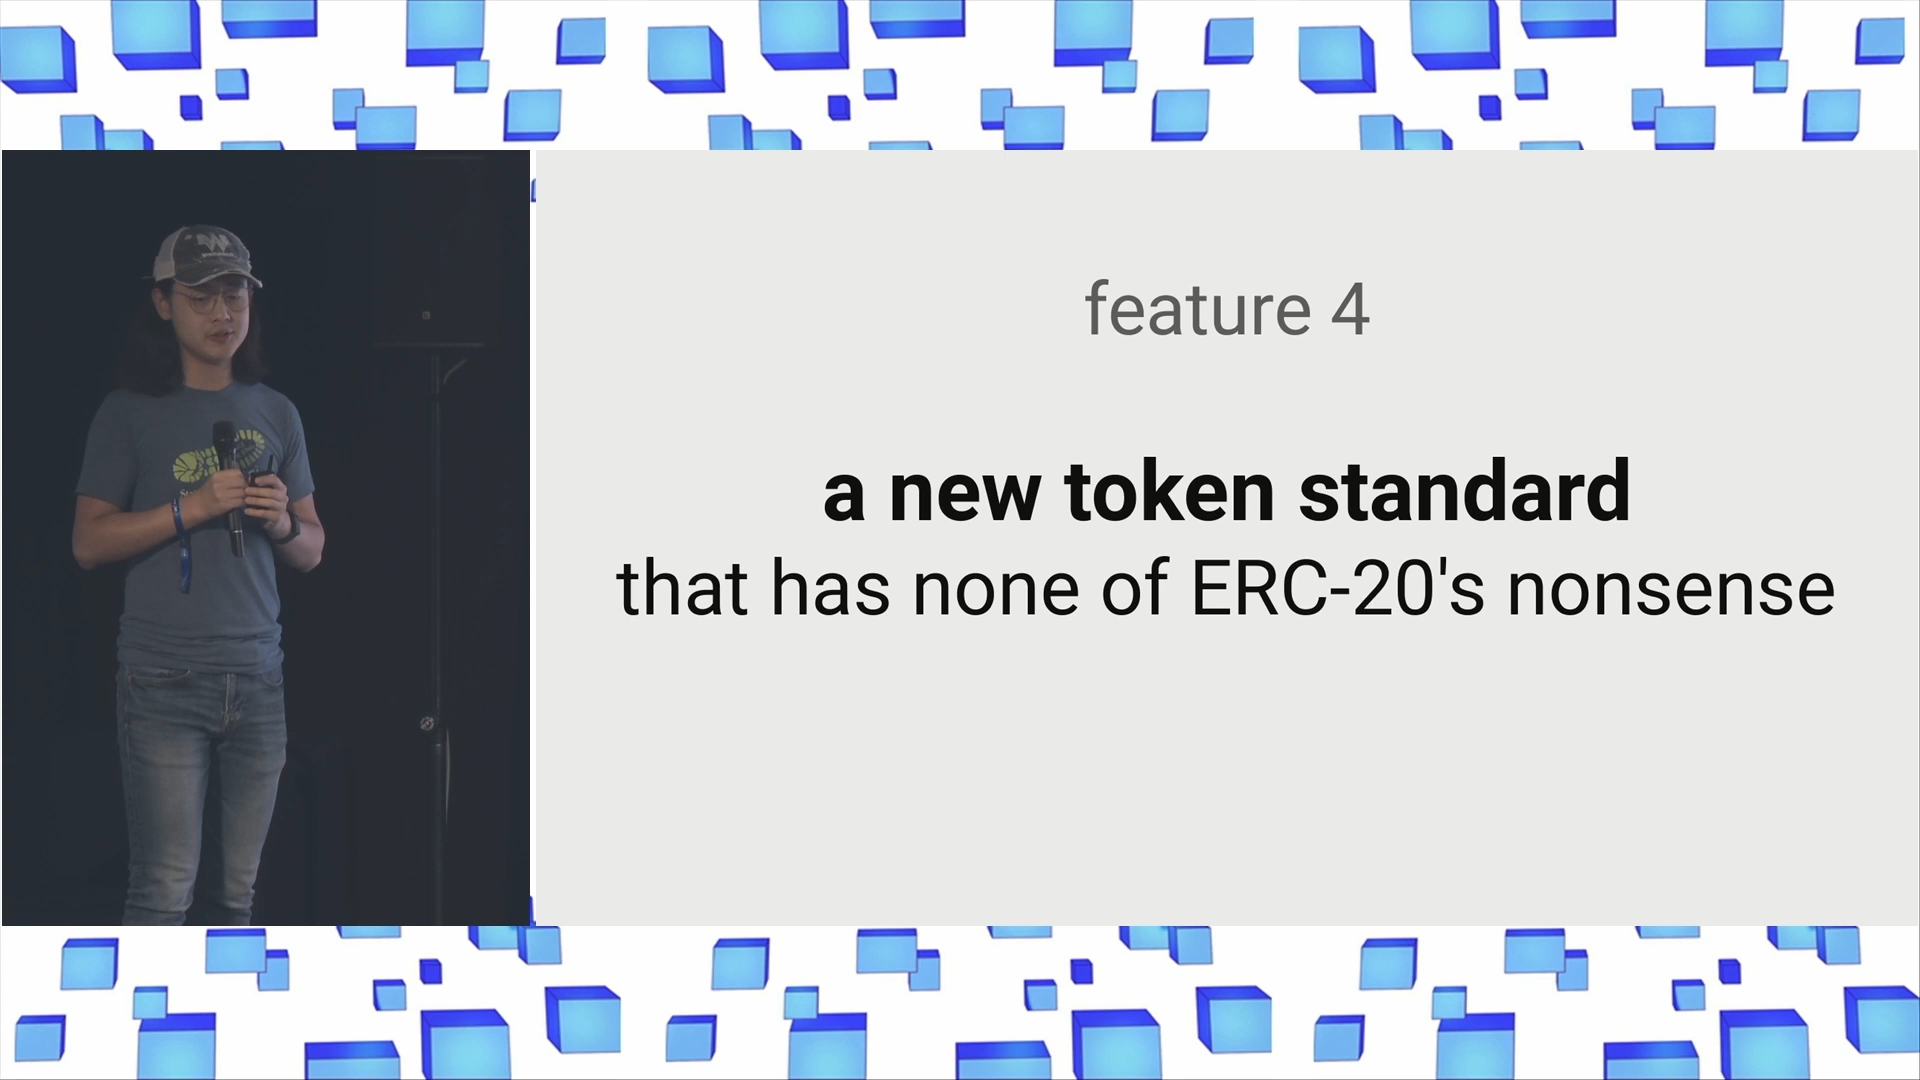 feature 4
a new token standard
that has none of ERC-20's nonsense